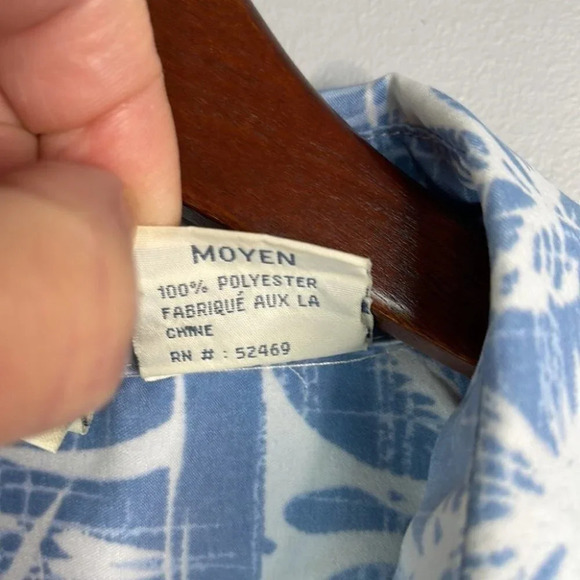 MOYEN
100% POLYESTER
FABRIQUÉ AUX LA
CHINE
RN # : 52469